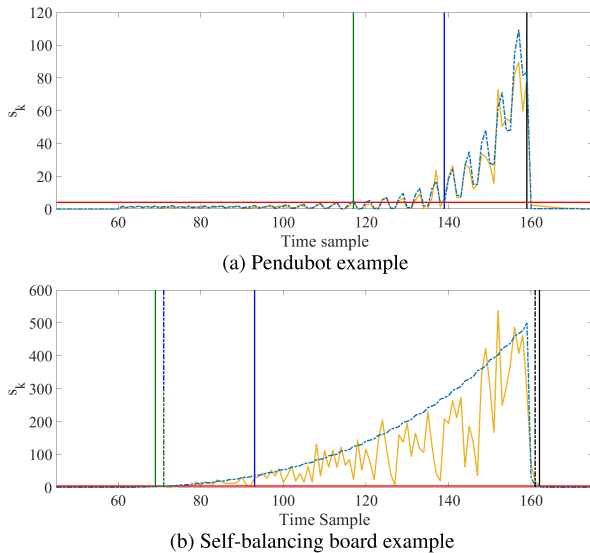 120
100
80
60
40
20
0
s_k
60 80 100 120 140 160
Time sample
(a) Pendubot example
600
500
400
300
200
100
0
s_k
60 80 100 120 140 160
Time Sample
(b) Self-balancing board example